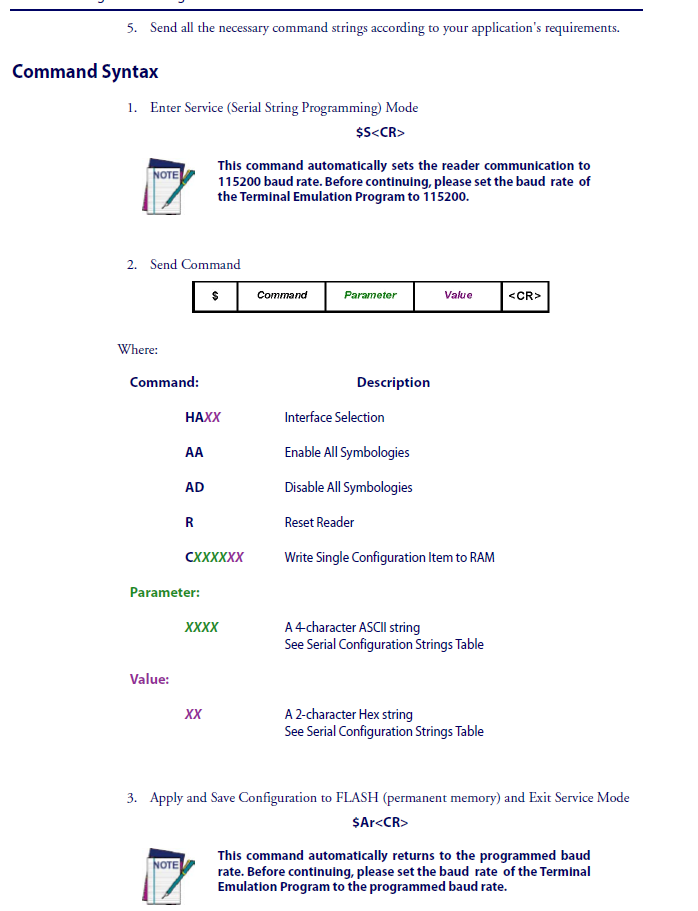 5. Send all the necessary command strings according to your application's requirements.
Command Syntax
1. Enter Service (Serial String Programming) Mode
$S<CR>
NOTE
This command automatically sets the reader communication to
115200 baud rate. Before continuing, please set the baud rate of
the Terminal Emulation Program to 115200.
2. Send Command
$ Command Parameter Value <CR>
Where:
Command: Description
HAXX Interface Selection
AA Enable All Symbologies
AD Disable All Symbologies
R Reset Reader
CXXXXXX Write Single Configuration Item to RAM
Parameter:
XXXX A 4-character ASCII string
See Serial Configuration Strings Table
Value:
XX A 2-character Hex string
See Serial Configuration Strings Table
3. Apply and Save Configuration to FLASH (permanent memory) and Exit Service Mode
$Ar<CR>
NOTE
This command automatically returns to the programmed baud
rate. Before continuing, please set the baud rate of the Terminal
Emulation Program to the programmed baud rate.